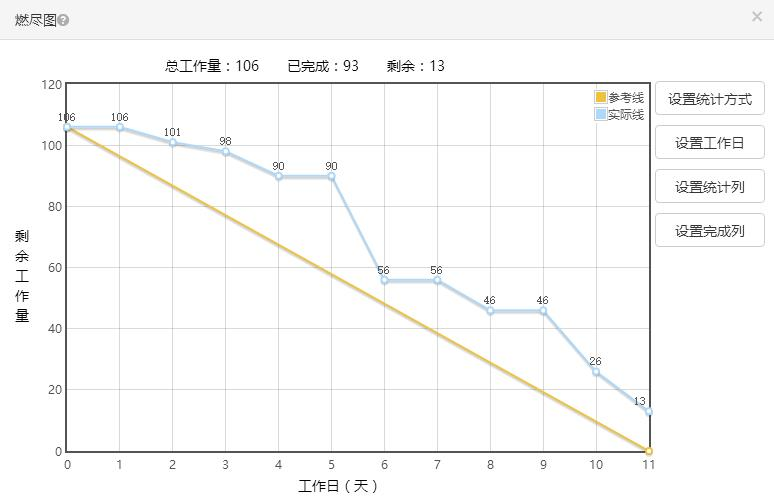 燃尽图?
×
总工作量：106 已完成：93 剩余：13
120
100
80
60
40
20
0
剩余工作量
106
106
101
98
90
90
56
56
46
46
26
13
参考线
实际线
0 1 2 3 4 5 6 7 8 9 10 11
工作日（天）
设置统计方式
设置工作日
设置统计列
设置完成列